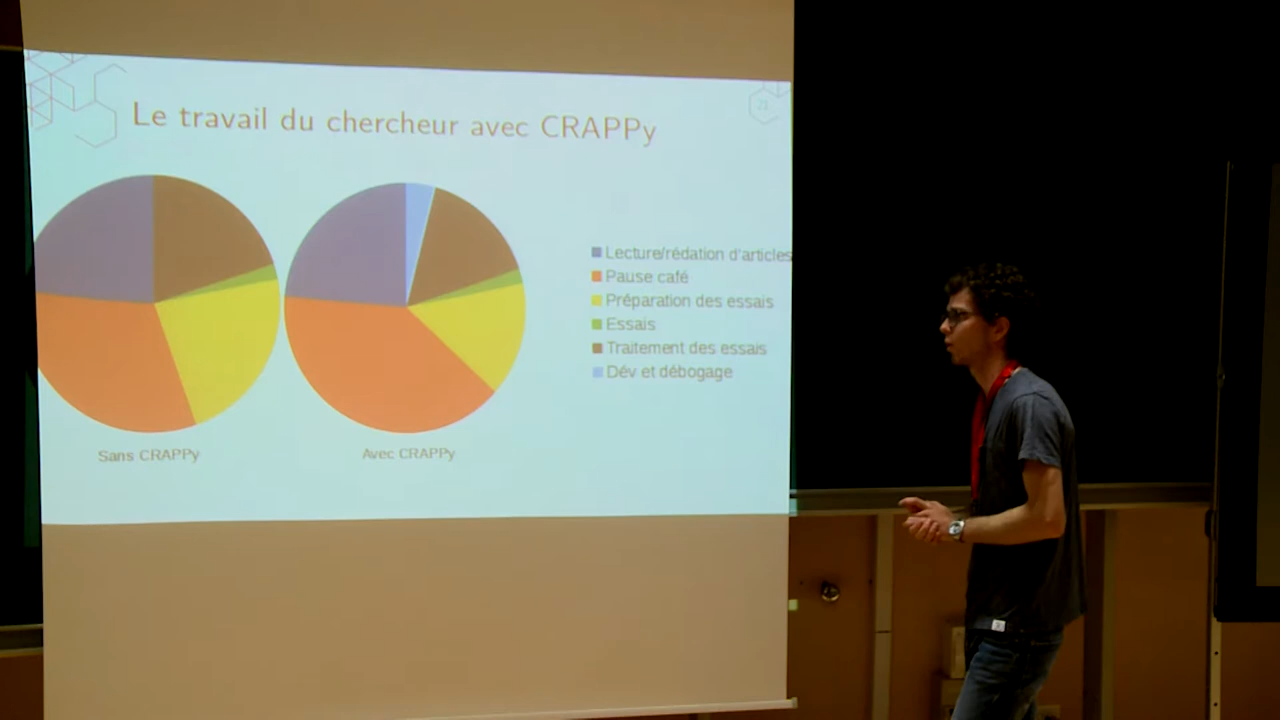 Le travail du chercheur avec CRAPPy
Lecture/rédation d'articles
Pause café
Préparation des essais
Essais
Traitement des essais
Dév et débogage
Sans CRAPPy
Avec CRAPPy